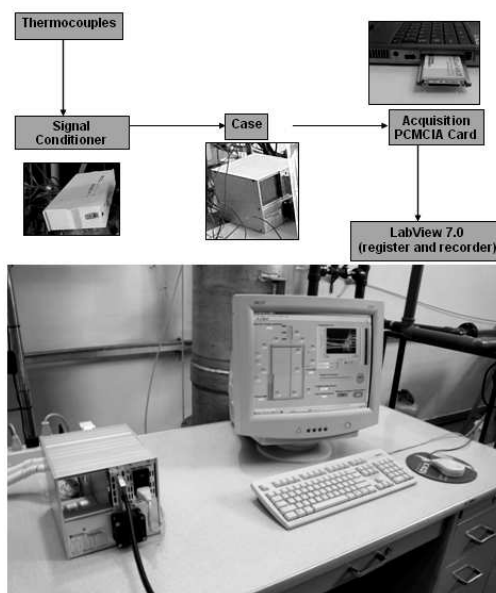 Thermocouples
Signal
Conditioner
Case
Acquisition
PCMCIA Card
LabView 7.0
(register and recorder)